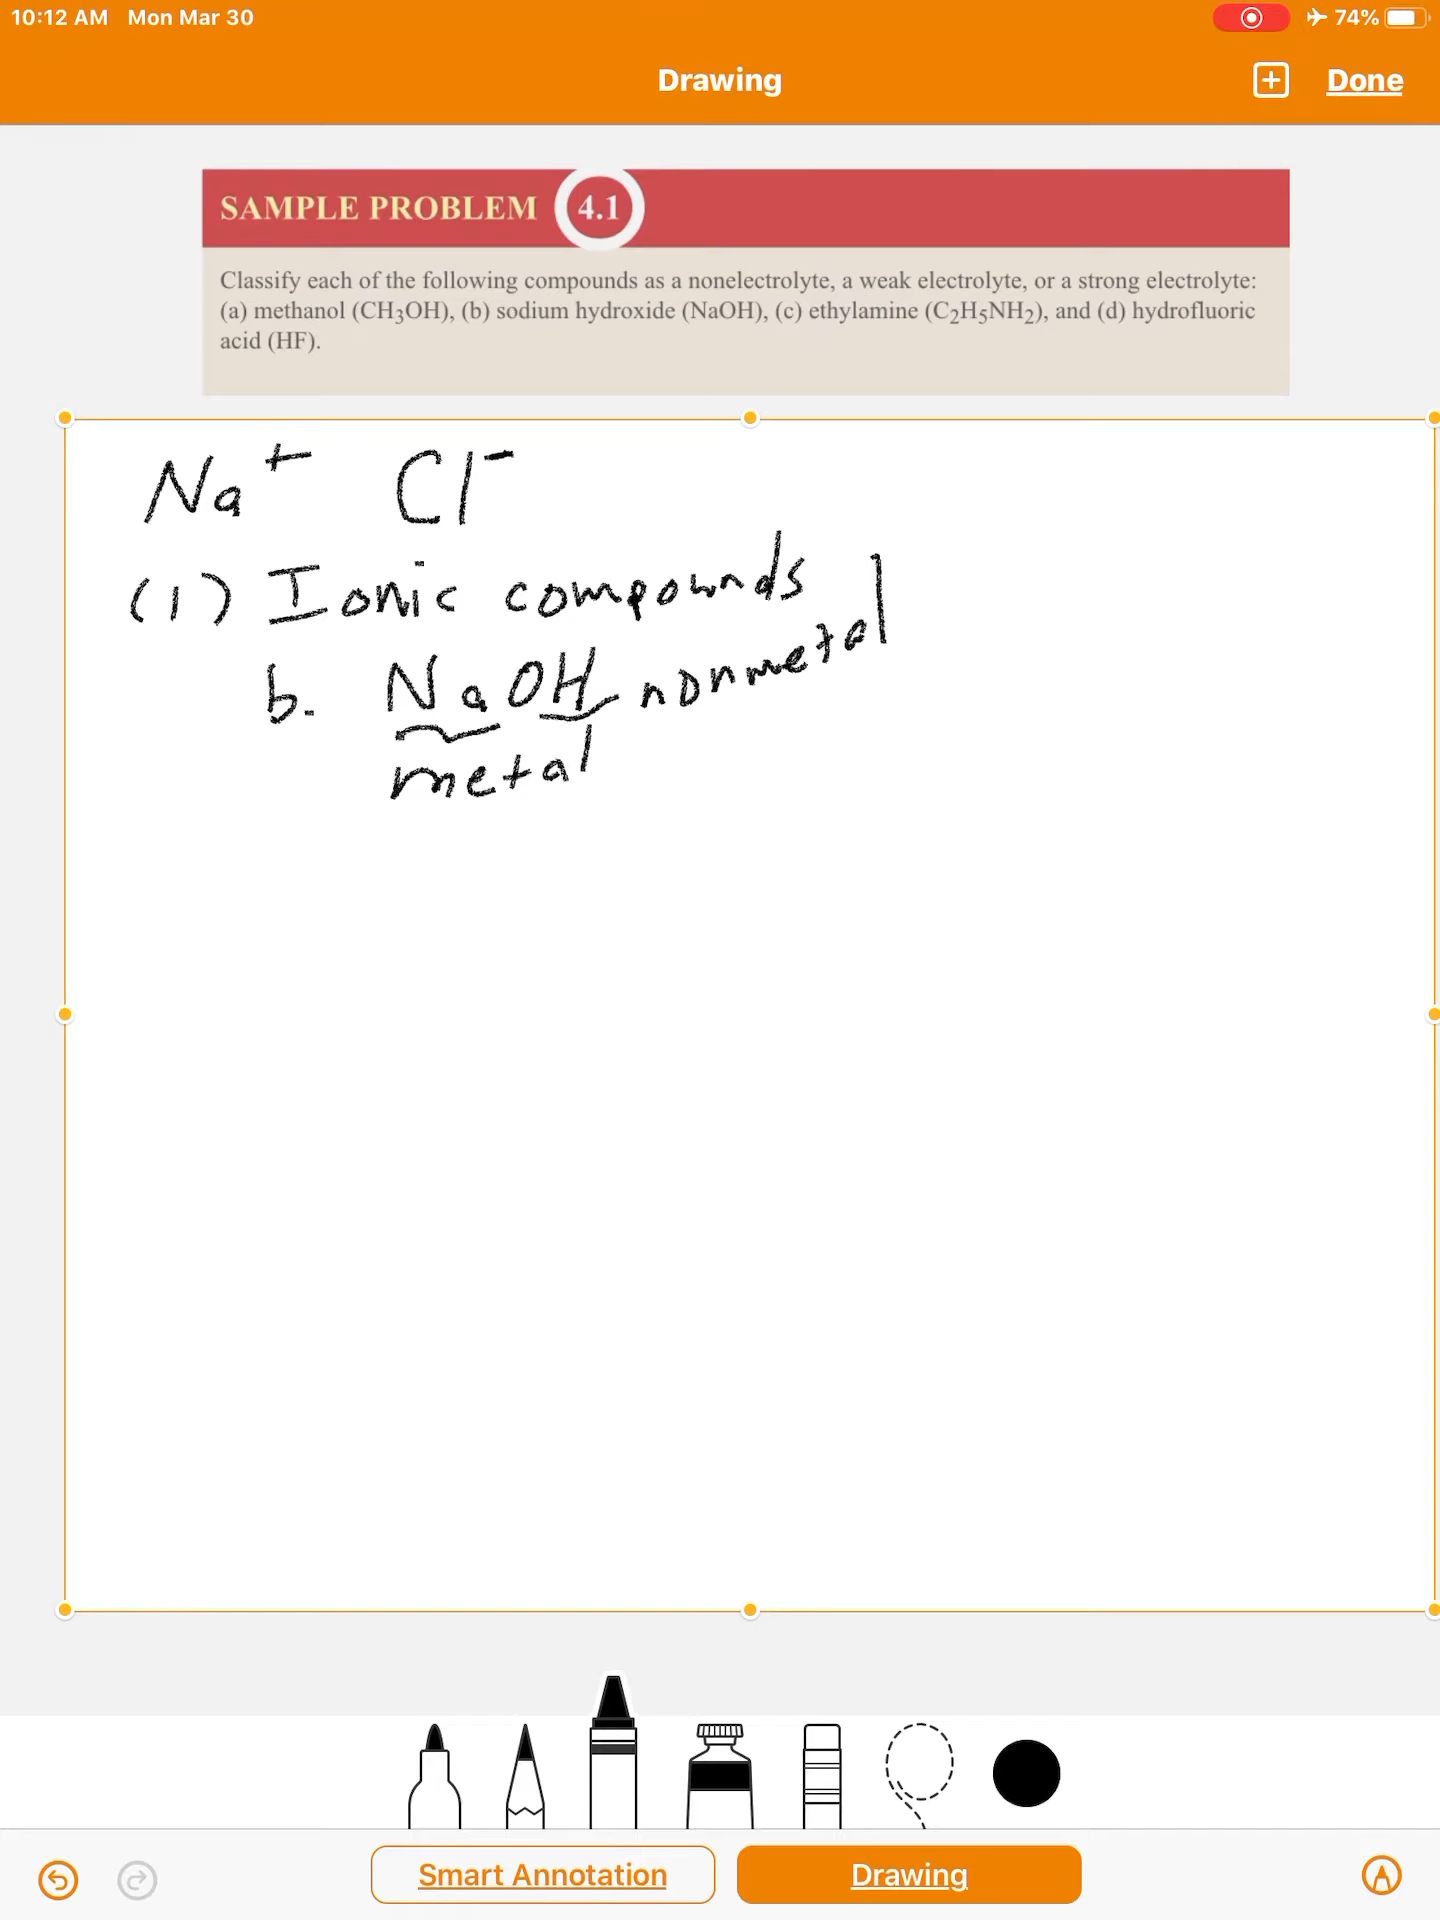 10:12 AM Mon Mar 30
74%
Drawing
Done
SAMPLE PROBLEM 4.1
Classify each of the following compounds as a nonelectrolyte, a weak electrolyte, or a strong electrolyte:
(a) methanol (CH₃OH), (b) sodium hydroxide (NaOH), (c) ethylamine (C₂H₅NH₂), and (d) hydrofluoric
acid (HF).
Na⁺ Cl⁻
(1) Ionic compounds
b. NaOH nonmetal
metal
Smart Annotation
Drawing